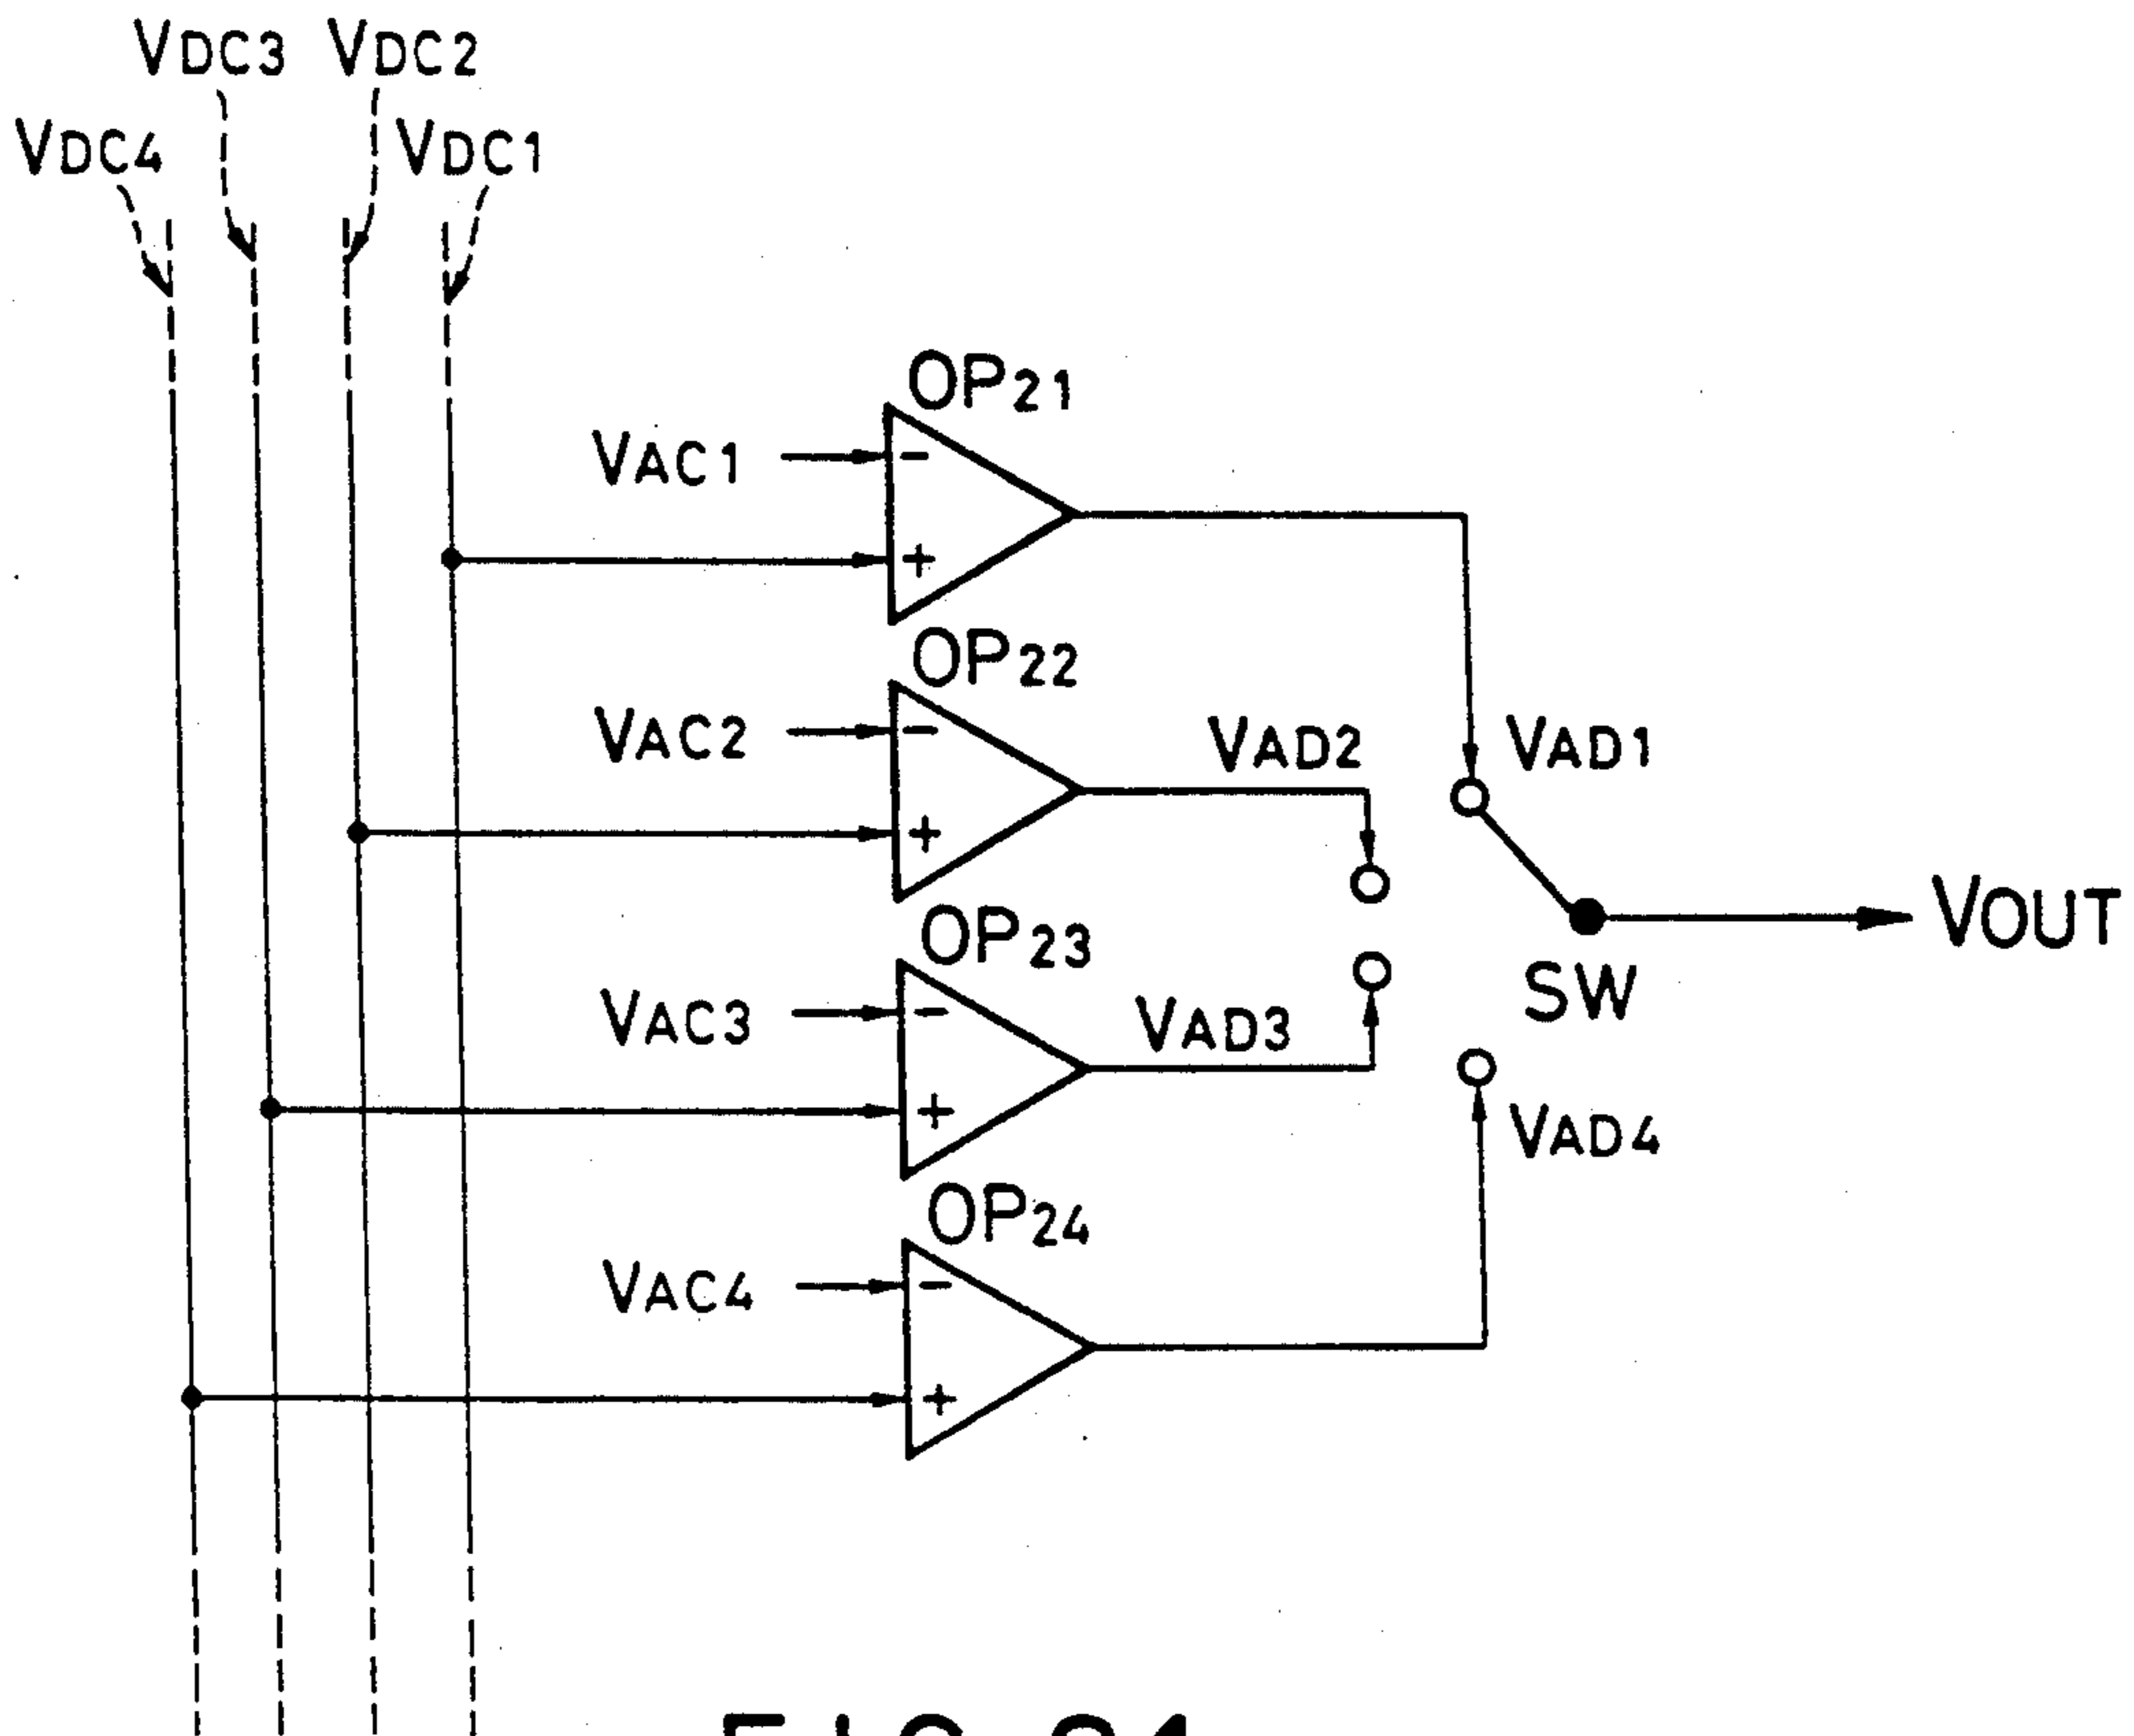 VDC3 VDC2
VDC4 VDC1
OP21
VAC1 -
+
OP22
VAC2 - VAD2 VAD1
+
VOUT
OP23
SW
VAC3 - VAD3
+
VAD4
OP24
VAC4 -
+